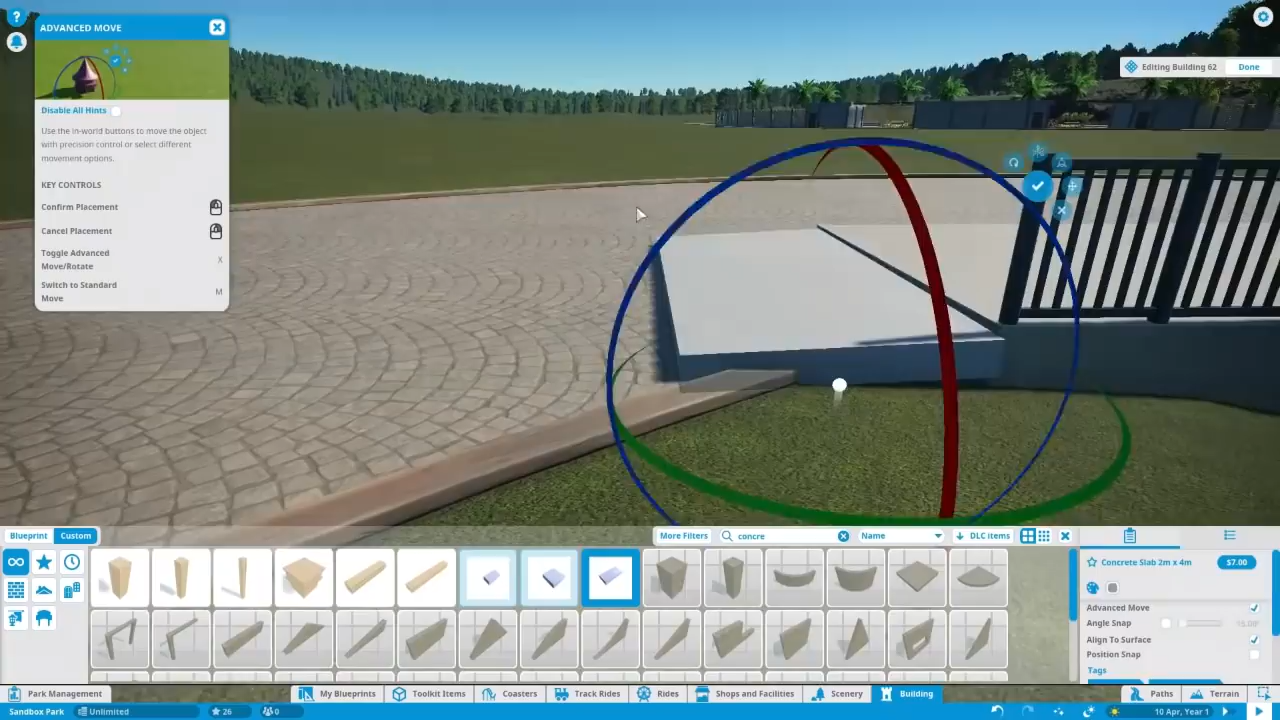 ADVANCED MOVE
Disable All Hints
Use the in-world buttons to move the object
with precision control or select different
movement options.
KEY CONTROLS
Confirm Placement
Cancel Placement
Toggle Advanced
Move/Rotate
X
Switch to Standard
Move
M
Editing Building 62
Done
Blueprint
Custom
More Filters
concre
Name
DLC items
Concrete Slab 2m x 4m
$7.00
Advanced Move
Angle Snap
Align To Surface
Position Snap
Tags
Park Management
My Blueprints
Toolkit Items
Coasters
Track Rides
Rides
Shops and Facilities
Scenery
Building
Paths
Terrain
Sandbox Park
Unlimited
26
0
10 Apr, Year 1